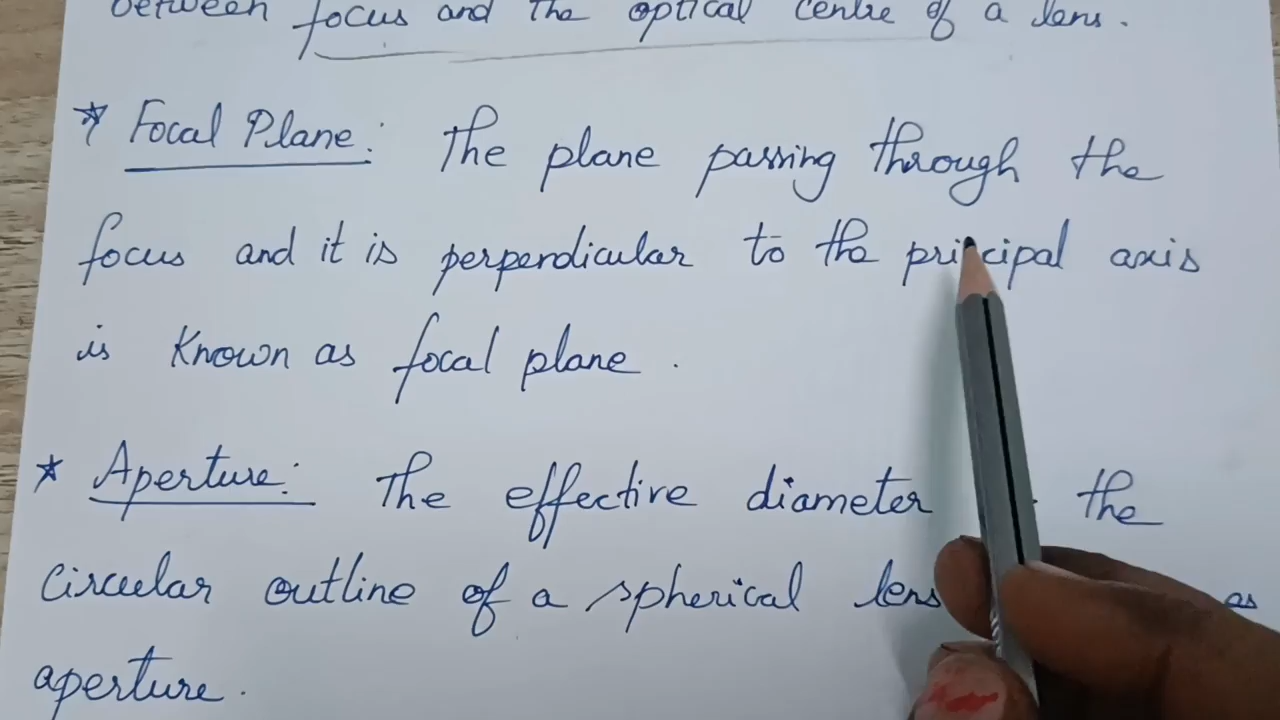 between focus and the optical centre of a lens.
* Focal Plane: The plane passing through the
focus and it is perpendicular to the principal axis
is known as focal plane.
* Aperture: The effective diameter the
circular outline of a spherical lens as
aperture.